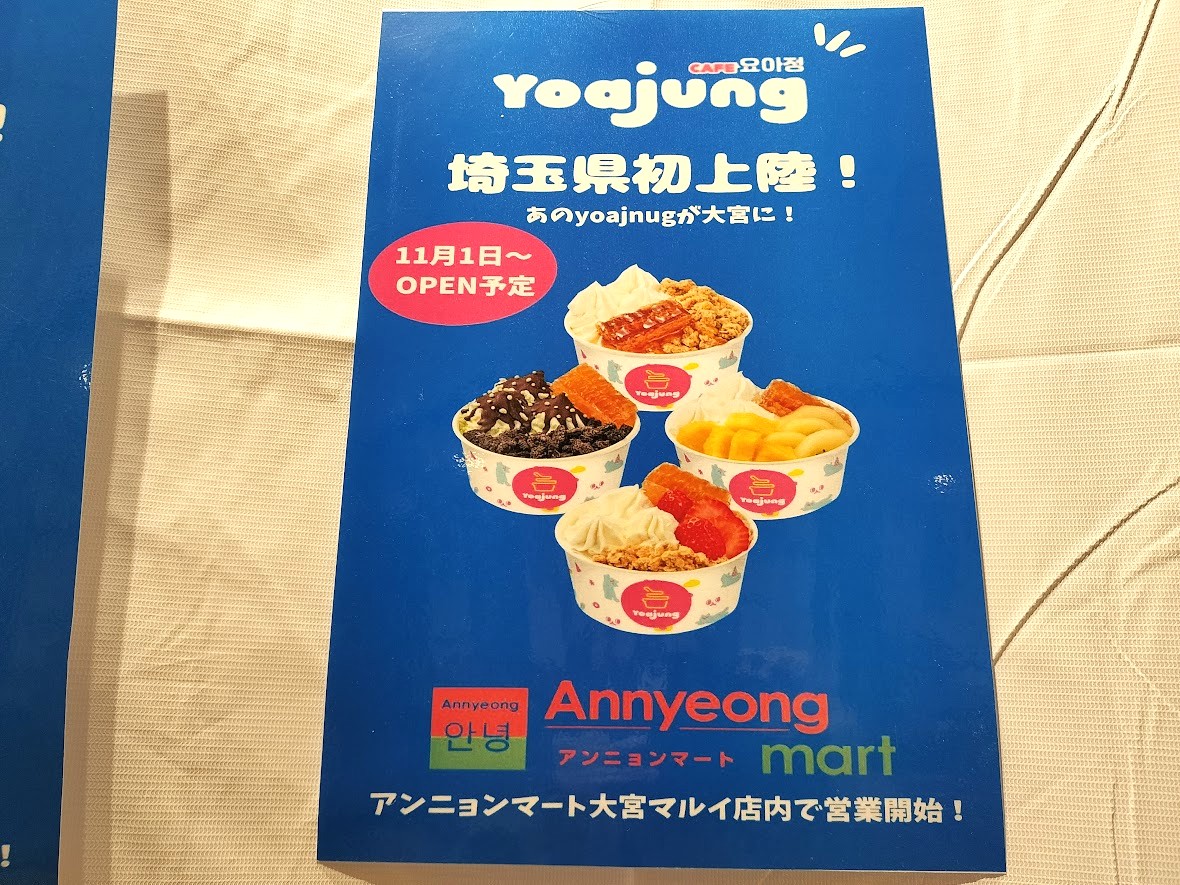 CAFE 요아정
Yoajung
埼玉県初上陸！
あのyoajnugが大宮に！
11月1日～
OPEN予定
Yoajung
Yoajung
Yoajung
Yoajung
Annyeong
안녕
Annyeong
アンニョンマート
mart
アンニョンマート大宮マルイ店内で営業開始！
!
!